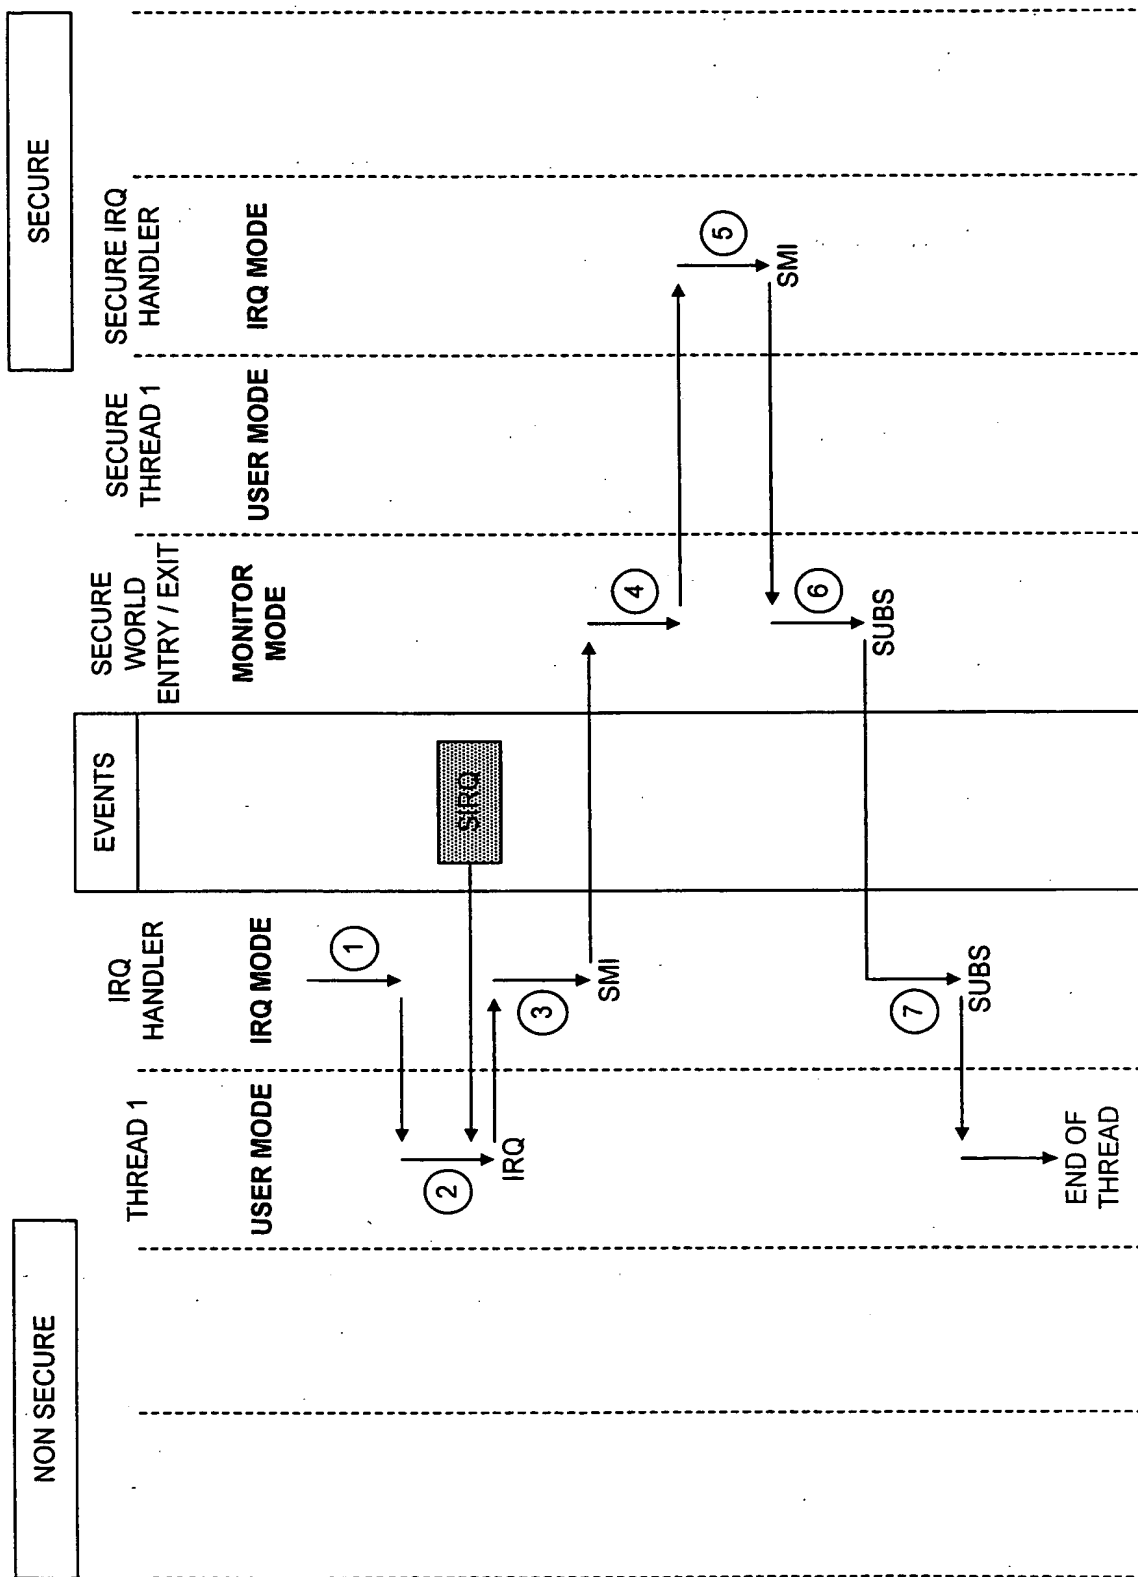 NON SECURE
SECURE
EVENTS
THREAD 1
USER MODE
IRQ
HANDLER
IRQ MODE
SECURE
WORLD
ENTRY / EXIT
MONITOR
MODE
SECURE
THREAD 1
USER MODE
SECURE IRQ
HANDLER
IRQ MODE
1
SIRQ
2
IRQ
3
SMI
4
5
SMI
6
SUBS
7
SUBS
END OF
THREAD